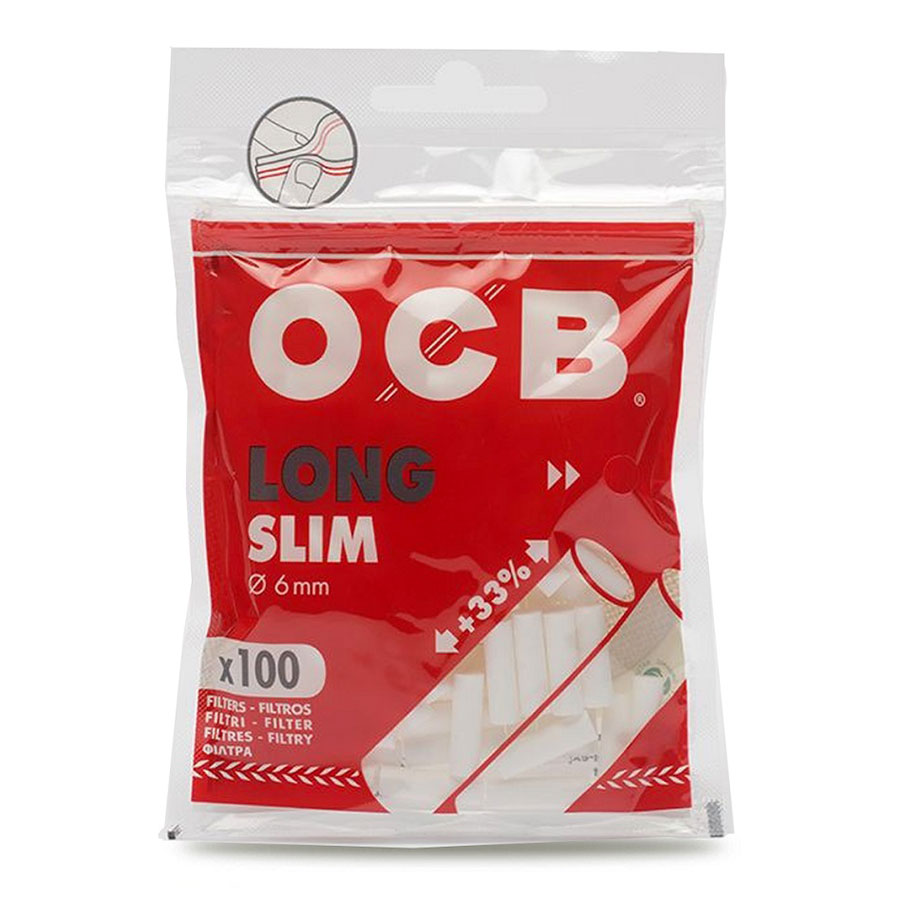 OCB®
LONG
SLIM
Ø 6mm
+33%
x100
FILTERS - FILTROS
FILTRI - FILTER
FILTRES - FILTRY
ΦΙΛΤΡΑ